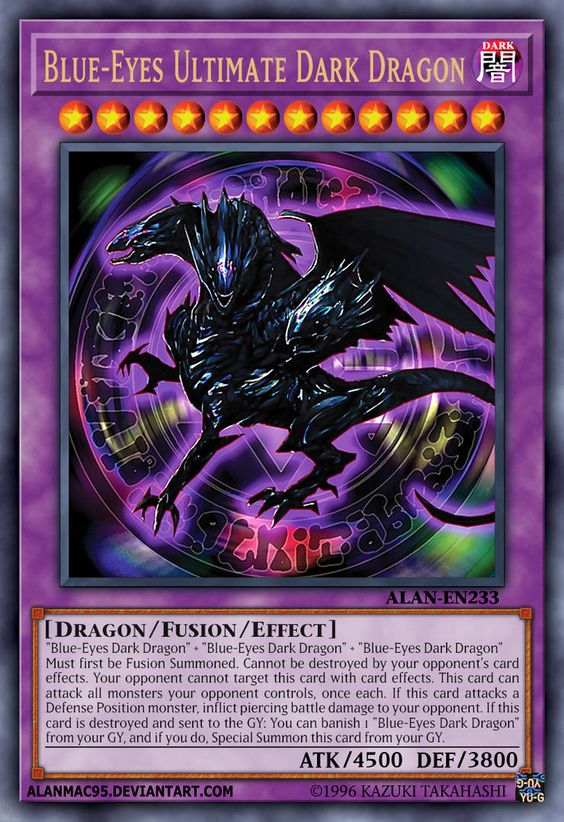 BLUE-EYES ULTIMATE DARK DRAGON
DARK
闇
ALAN-EN233
[DRAGON/FUSION/EFFECT]
"Blue-Eyes Dark Dragon" + "Blue-Eyes Dark Dragon" + "Blue-Eyes Dark Dragon"
Must first be Fusion Summoned. Cannot be destroyed by your opponent's card
effects. Your opponent cannot target this card with card effects. This card can
attack all monsters your opponent controls, once each. If this card attacks a
Defense Position monster, inflict piercing battle damage to your opponent. If this
card is destroyed and sent to the GY: You can banish 1 "Blue-Eyes Dark Dragon"
from your GY, and if you do, Special Summon this card from your GY.
ATK/4500 DEF/3800
ALANMAC95.DEVIANTART.COM
©1996 KAZUKI TAKAHASHI
YU-G